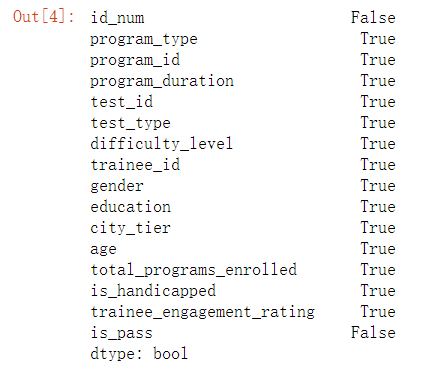 Out[4]: id_num False
program_type True
program_id True
program_duration True
test_id True
test_type True
difficulty_level True
trainee_id True
gender True
education True
city_tier True
age True
total_programs_enrolled True
is_handicapped True
trainee_engagement_rating True
is_pass False
dtype: bool